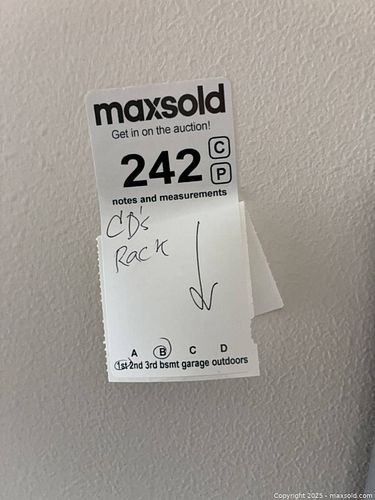 maxsold
Get in on the auction!
242 C
P
notes and measurements
CD's
Rack
A B C D
1st 2nd 3rd bsmt garage outdoors
Copyright 2025 - maxsold.com